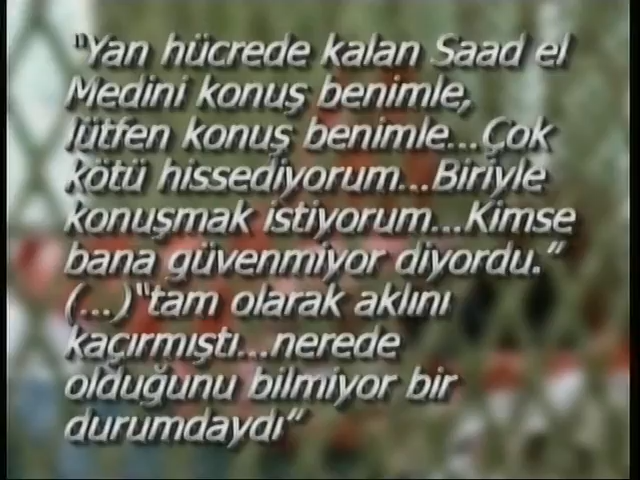 "Yan hücrede kalan Saad el
Medini konuş benimle,
lütfen konuş benimle...Çok
kötü hissediyorum...Biriyle
konuşmak istiyorum...Kimse
bana güvenmiyor diyordu."
(...)"tam olarak aklını
kaçırmıştı...nerede
olduğunu bilmiyor bir
durumdaydı"